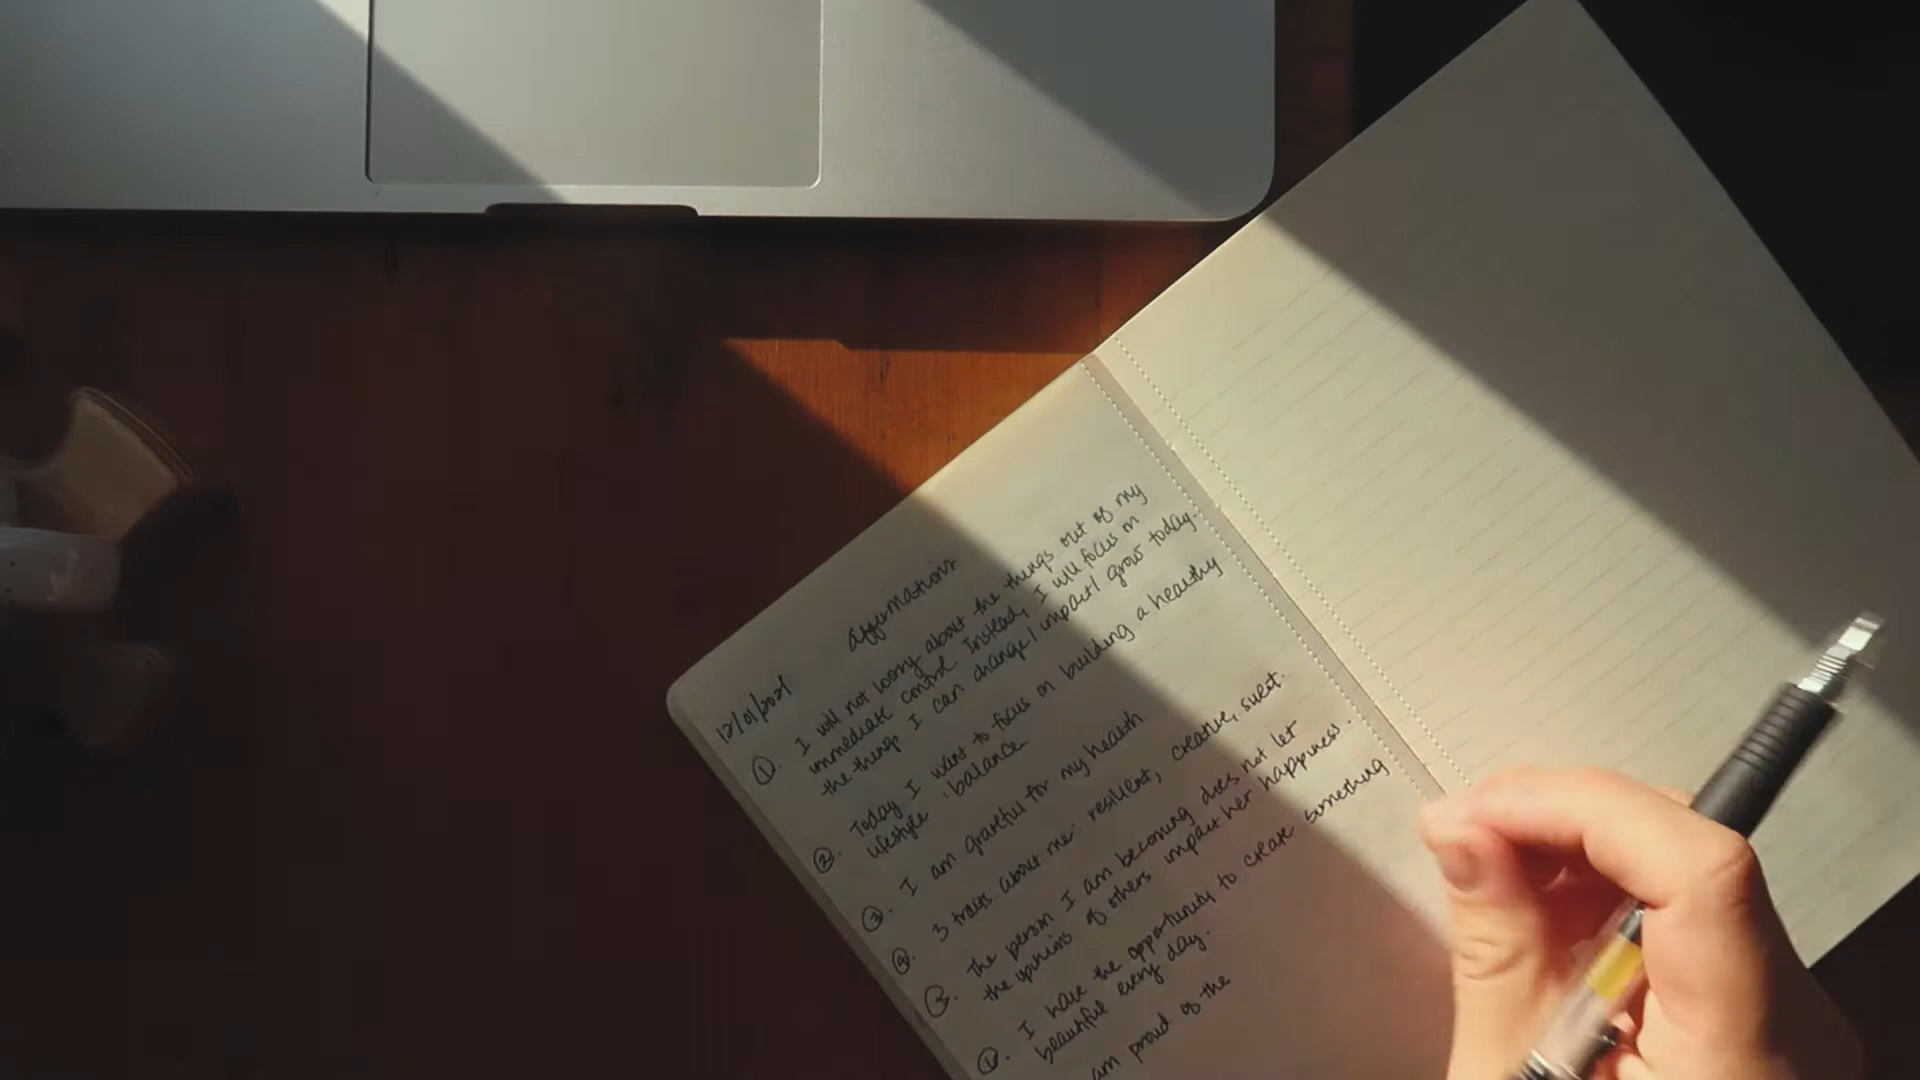 affirmations
12/01/2021
①. I will not worry about the things out of my
immediate control. Instead, I will focus on
the things I can change/impact/grow today.
②. Today I want to focus on building a healthy
lifestyle : balance
③. I am grateful for my health
④. 3 traits about me: resilient, creative, sweet.
⑤. The person I am becoming does not let
the opinions of others impact her happiness.
⑥. I have the opportunity to create something
beautiful every day.
am proud of the